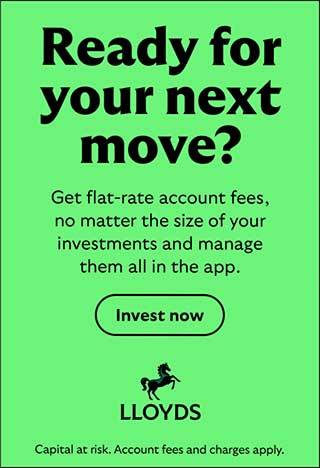 Ready for
your next
move?
Get flat-rate account fees,
no matter the size of your
investments and manage
them all in the app.
Invest now
LLOYDS
Capital at risk. Account fees and charges apply.